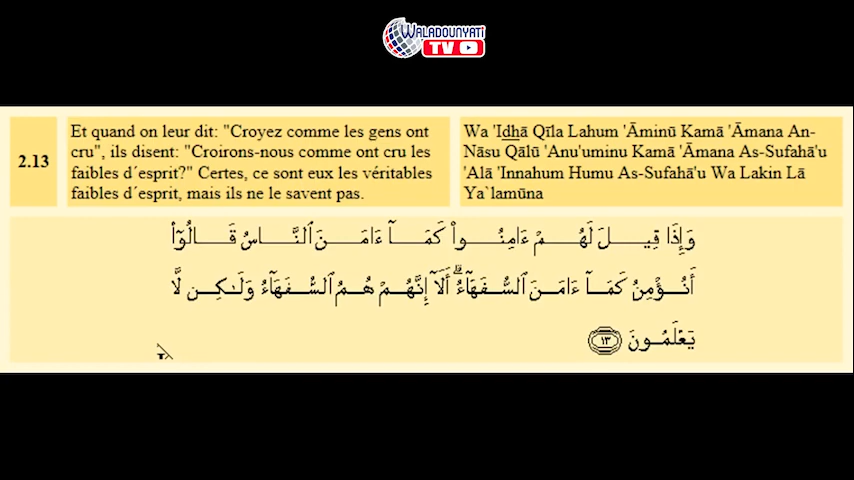 WALADOUNYATI
TV
2.13
Et quand on leur dit: "Croyez comme les gens ont
cru", ils disent: "Croirons-nous comme ont cru les
faibles d´esprit?" Certes, ce sont eux les véritables
faibles d´esprit, mais ils ne le savent pas.
Wa 'Idhā Qīla Lahum 'Āminū Kamā 'Āmana An-
Nāsu Qālū 'Anu'uminu Kamā 'Āmana As-Sufahā'u
'Alā 'Innahum Humu As-Sufahā'u Wa Lakin Lā
Ya`lamūna
وَإِذَا قِيلَ لَهُمْ ءَامِنُوا۟ كَمَآ ءَامَنَ ٱلنَّاسُ قَالُوٓا۟
أَنُؤْمِنُ كَمَآ ءَامَنَ ٱلسُّفَهَآءُ ۗ أَلَآ إِنَّهُمْ هُمُ ٱلسُّفَهَآءُ وَلَـٰكِن لَّا
يَعْلَمُونَ ١٣